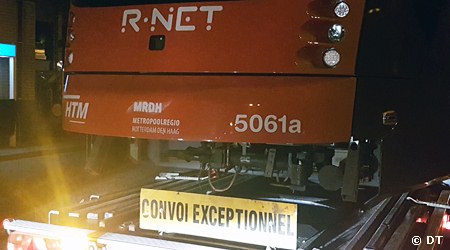 R·NET
HTM
MRDH
METROPOOLREGIO
ROTTERDAM DEN HAAG
5061a
CONVOI EXCEPTIONNEL
© DT